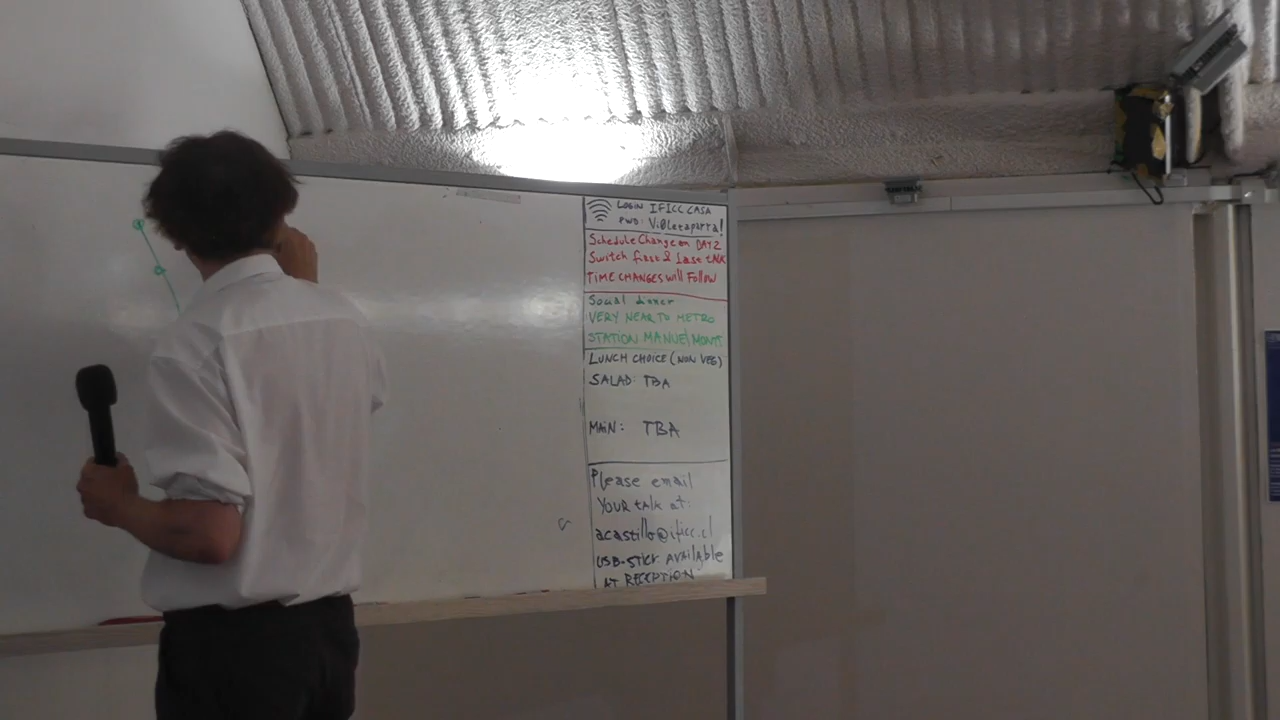 LOGIN IFICC CASA
PWD: Vi0letaparra!
Schedule Change on DAY 2
Switch first & last talk
TIME CHANGES will Follow
Social dinner
VERY NEAR TO METRO
STATION MANUEL MONTT
LUNCH CHOICE (NON VEG)
SALAD: TBA
MAIN: TBA
Please email
YOUR talk at:
acastillo@ificc.cl
USB-STICK AVAILABLE
AT RECEPTION